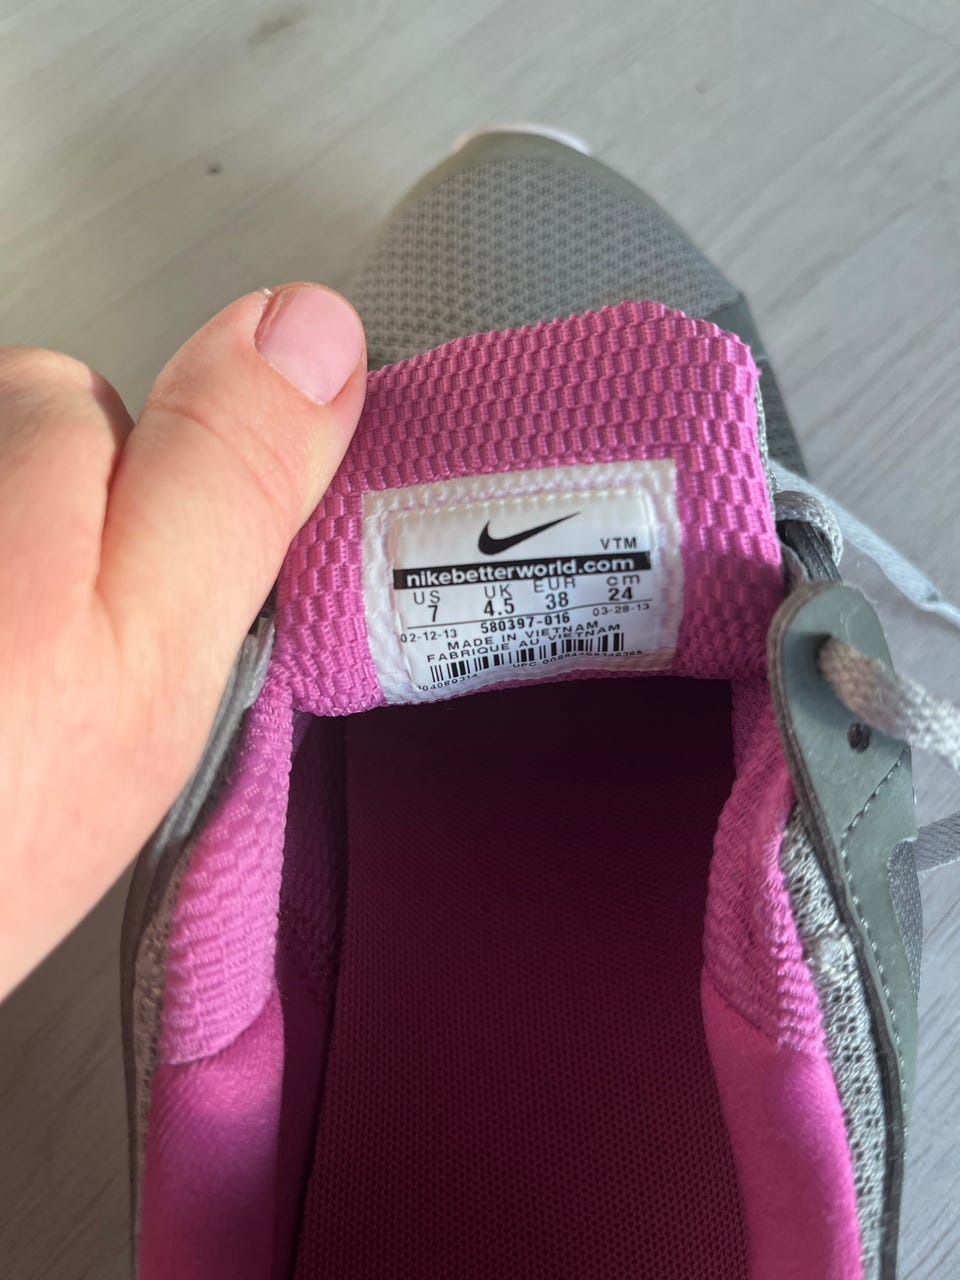 VTM
nikebetterworld.com
US UK EUR cm
7 4.5 38 24
02-12-13 580397-016 03-28-13
MADE IN VIETNAM
FABRIQUE AU VIETNAM
UPC